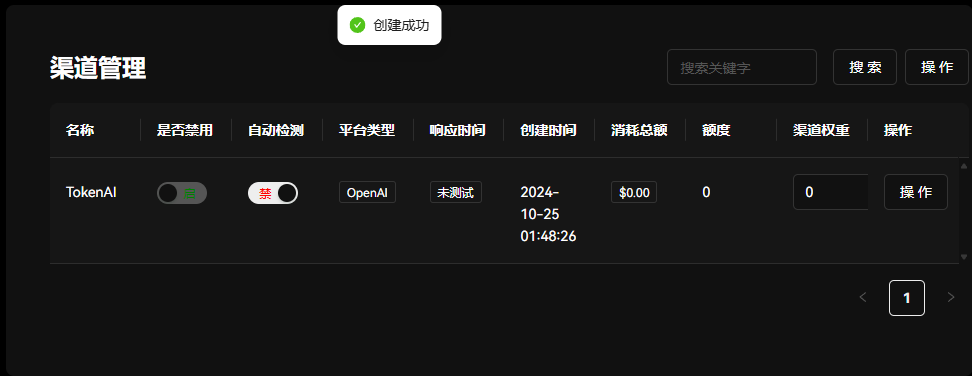 创建成功
渠道管理
搜索关键字
搜 索
操 作
名称 是否禁用 自动检测 平台类型 响应时间 创建时间 消耗总额 额度 渠道权重 操作
TokenAI 禁 OpenAI 未测试 2024- $0.00 0 0 操 作
10-25
01:48:26
1